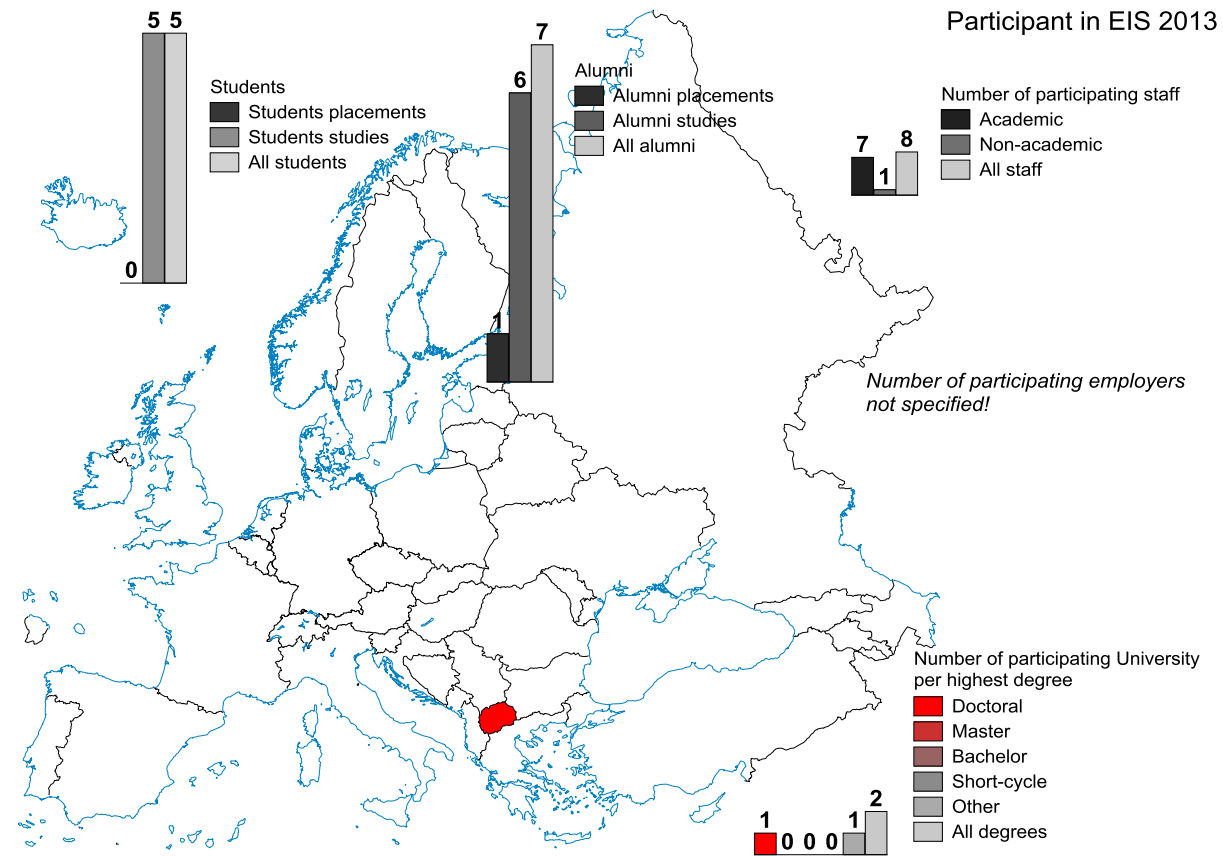 Participant in EIS 2013
5 5
0
Students
Students placements
Students studies
All students
7
6
1
Alumni
Alumni placements
Alumni studies
All alumni
7
1
8
Number of participating staff
Academic
Non-academic
All staff
Number of participating employers
not specified!
Number of participating University
per highest degree
Doctoral
Master
Bachelor
Short-cycle
Other
All degrees
1 0 0 0 1 2